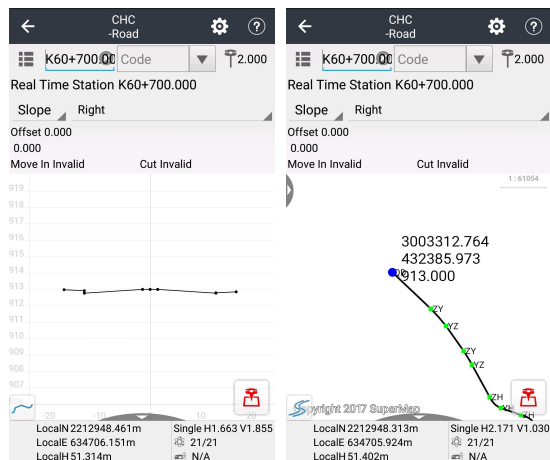 CHC
-Road
K60+700.00
Code
2.000
Real Time Station K60+700.000
Slope
Right
Offset 0.000
0.000
Move In Invalid
Cut Invalid
919
918
917
916
915
914
913
912
911
910
909
908
907
-20
-10
10
20
LocalN 2212948.461m
LocalE 634706.151m
LocalH 51.314m
Single H1.663 V1.855
21/21
N/A
CHC
-Road
K60+700.00
Code
2.000
Real Time Station K60+700.000
Slope
Right
Offset 0.000
0.000
Move In Invalid
Cut Invalid
1 : 61054
3003312.764
432385.973
913.000
ZY
YZ
ZY
YZ
ZH
YH
ZH
pyright 2017 SuperMap
LocalN 2212948.313m
LocalE 634705.924m
LocalH 51.402m
Single H2.171 V1.030
21/21
N/A